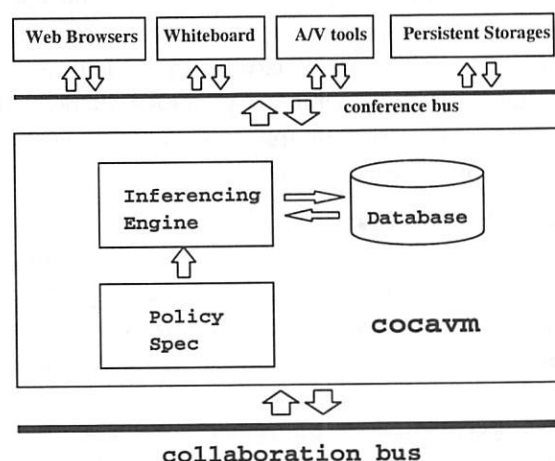 Web Browsers
Whiteboard
A/V tools
Persistent Storages
conference bus
Inferencing
Engine
Database
Policy
Spec
cocavm
collaboration bus